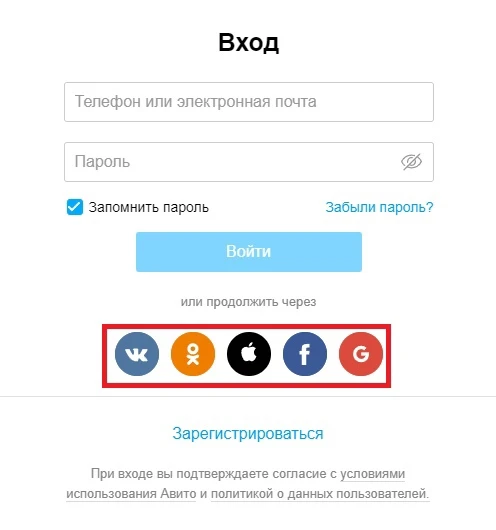 Вход
Телефон или электронная почта
Пароль
Запомнить пароль Забыли пароль?
Войти
или продолжить через
Зарегистрироваться
При входе вы подтверждаете согласие с условиями
использования Авито и политикой о данных пользователей.